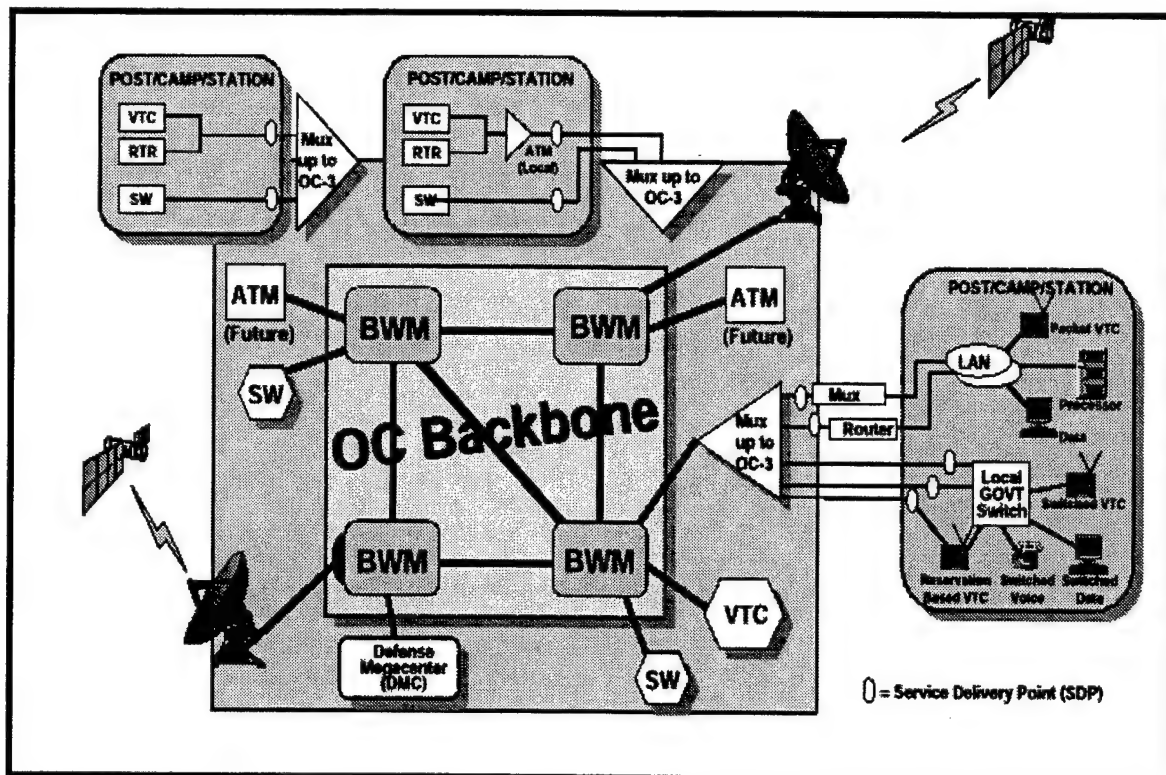 POST/CAMP/STATION
VTC
RTR
SW
Mux
up to
OC-3
POST/CAMP/STATION
VTC
RTR
SW
ATM
(Local)
Mux up to
OC-3
ATM
(Future)
SW
BWM
BWM
ATM
(Future)
OC Backbone
BWM
BWM
Defense
Megacenter
(DMC)
SW
VTC
Mux
up to
OC-3
Mux
Router
POST/CAMP/STATION
LAN
Packet VTC
Processor
Data
Local
GOVT
Switch
Switched VTC
Reservation
Based VTC
Switched
Voice
Switched
Data
= Service Delivery Point (SDP)